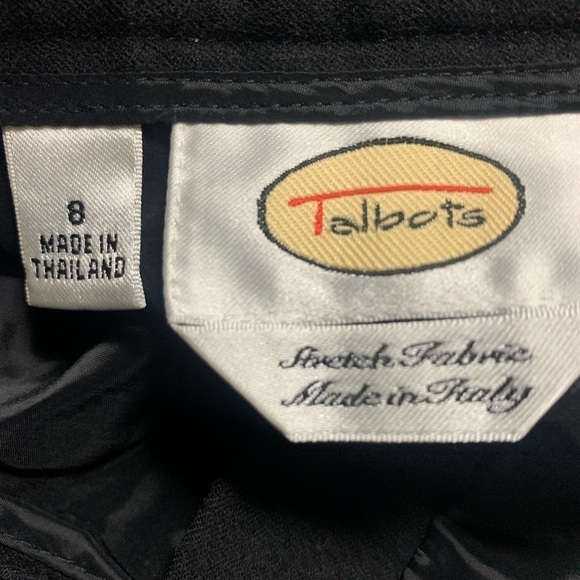 8
MADE IN
THAILAND
Talbots
Stretch Fabric
Made in Italy